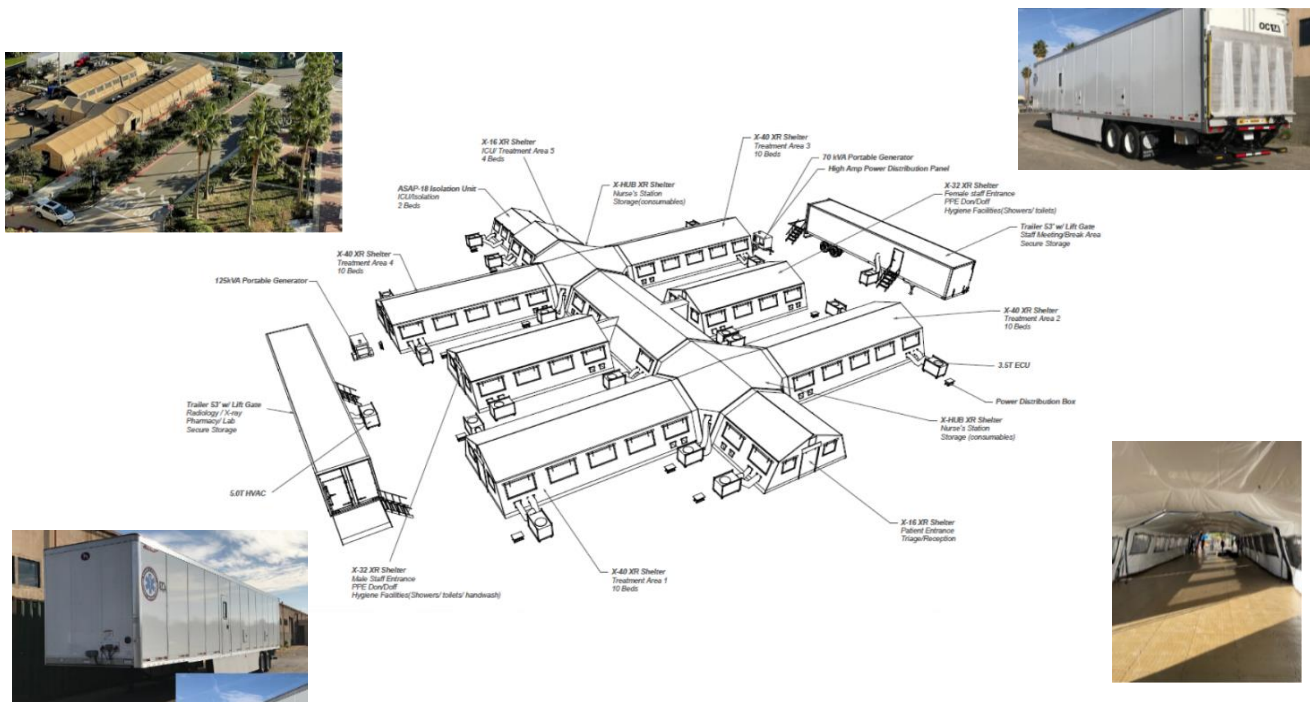 X-16 XR Shelter
ICU/ Treatment Area 5
4 Beds
X-40 XR Shelter
Treatment Area 3
10 Beds
70 kVA Portable Generator
High Amp Power Distribution Panel
ASAP-18 Isolation Unit
ICU/Isolation
2 Beds
X-HUB XR Shelter
Nurse's Station
Storage(consumables)
X-32 XR Shelter
Female staff Entrance
PPE Don/Doff
Hygiene Facilities(Showers/ toilets)
Trailer 53' w/ Lift Gate
Staff Meeting/Break Area
Secure Storage
X-40 XR Shelter
Treatment Area 4
10 Beds
125kVA Portable Generator
X-40 XR Shelter
Treatment Area 2
10 Beds
3.5T ECU
Power Distribution Box
Trailer 53' w/ Lift Gate
Radiology / X-ray
Pharmacy/ Lab
Secure Storage
X-HUB XR Shelter
Nurse's Station
Storage (consumables)
5.0T HVAC
X-16 XR Shelter
Patient Entrance
Triage/Reception
X-32 XR Shelter
Male Staff Entrance
PPE Don/Doff
Hygiene Facilities(Showers/ toilets/ handwash)
X-40 XR Shelter
Treatment Area 1
10 Beds